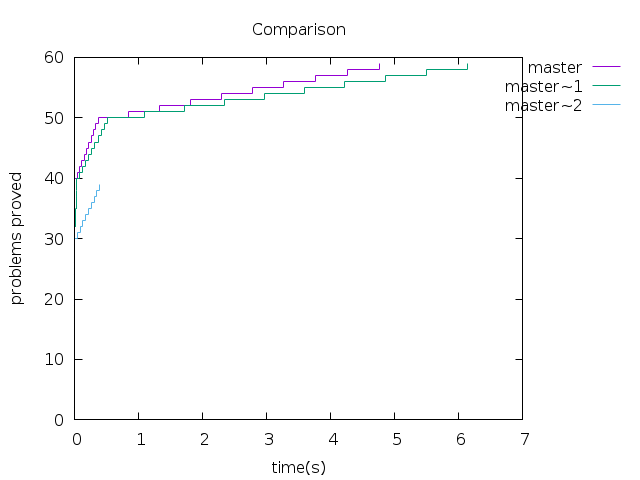 Comparison
60
50
40
30
20
10
0
problems proved
0 1 2 3 4 5 6 7
time(s)
master
master~1
master~2